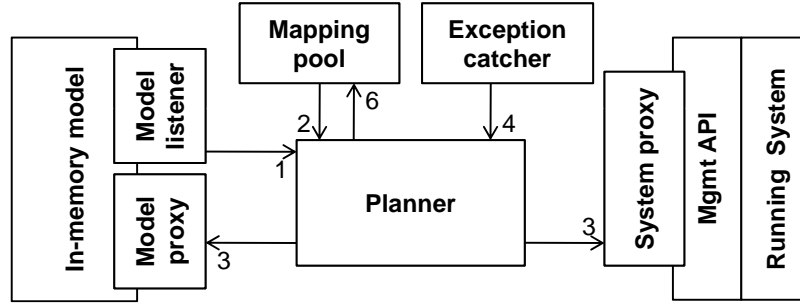 In-memory model
Model
listener
Model
proxy
Mapping
pool
Exception
catcher
2
6
4
1
Planner
3
3
System proxy
Mgmt API
Running System